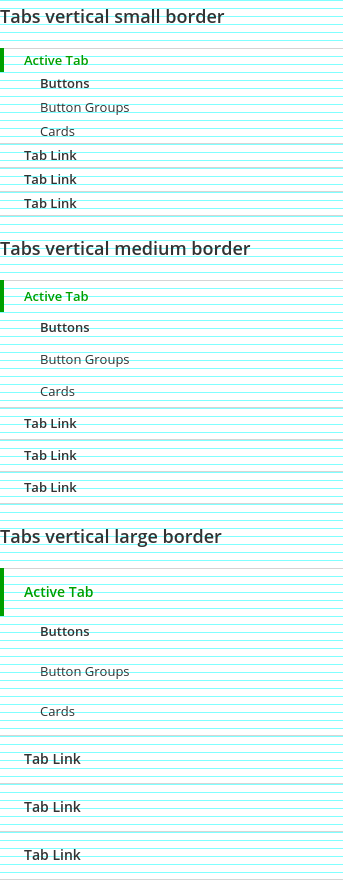 Tabs vertical small border
Active Tab
Buttons
Button Groups
Cards
Tab Link
Tab Link
Tab Link
Tabs vertical medium border
Active Tab
Buttons
Button Groups
Cards
Tab Link
Tab Link
Tab Link
Tabs vertical large border
Active Tab
Buttons
Button Groups
Cards
Tab Link
Tab Link
Tab Link